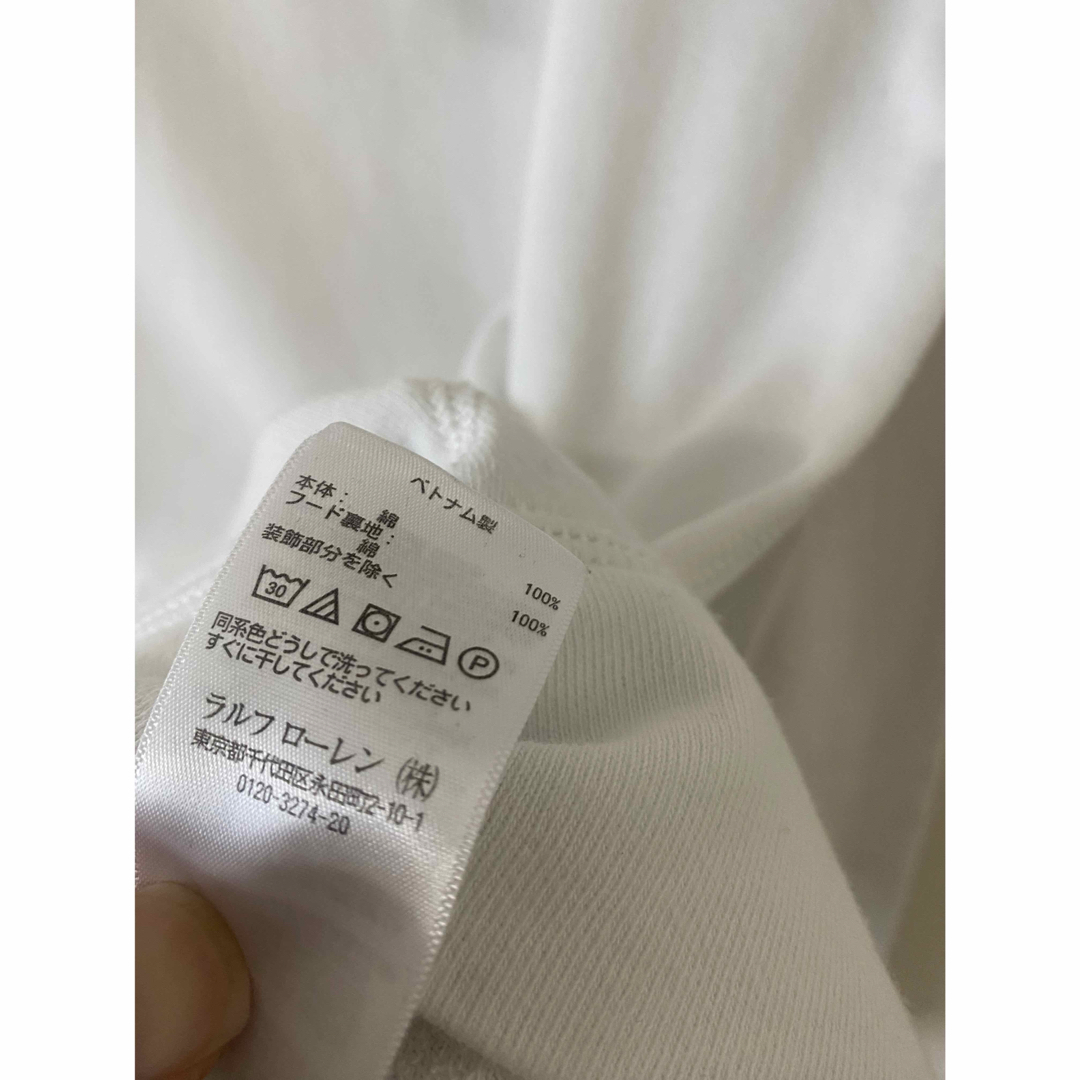 ベトナム製
本体:
綿 100%
フード裏地:
綿 100%
装飾部分を除く
30 P
同系色どうしで洗ってください
すぐに干してください
ラルフ ローレン (株)
東京都千代田区永田町2-10-1
0120-3274-20